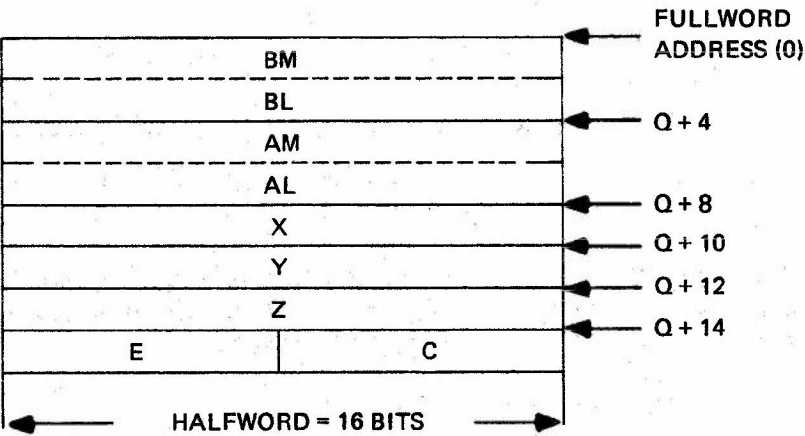 FULLWORD
ADDRESS (0)
BM
BL
Q + 4
AM
AL
Q + 8
X
Q + 10
Y
Q + 12
Z
Q + 14
E C
HALFWORD = 16 BITS